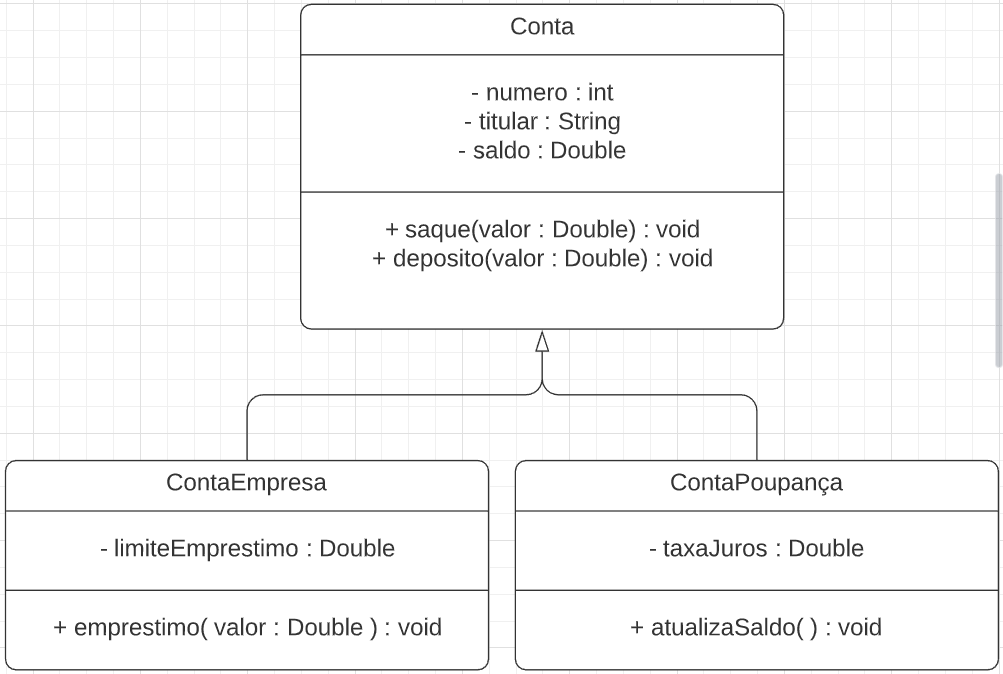 Conta
- numero : int
- titular : String
- saldo : Double
+ saque(valor : Double) : void
+ deposito(valor : Double) : void
ContaEmpresa
- limiteEmprestimo : Double
+ emprestimo( valor : Double ) : void
ContaPoupança
- taxaJuros : Double
+ atualizaSaldo( ) : void